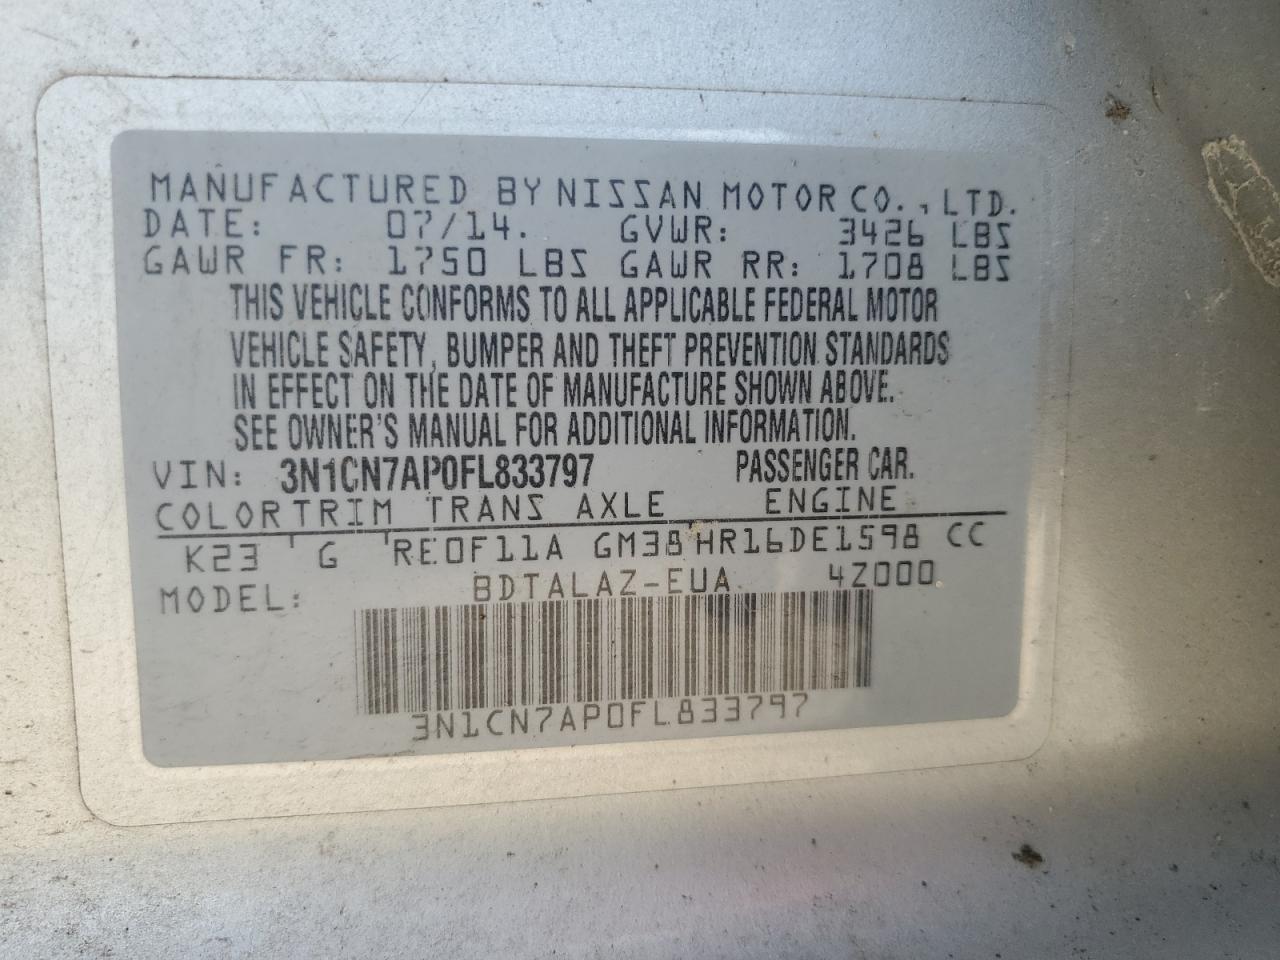 MANUFACTURED BY NISSAN MOTOR CO., LTD.
DATE: 07/14. GVWR: 3426 LBS
GAWR FR: 1750 LBS GAWR RR: 1708 LBS
THIS VEHICLE CONFORMS TO ALL APPLICABLE FEDERAL MOTOR
VEHICLE SAFETY, BUMPER AND THEFT PREVENTION STANDARDS
IN EFFECT ON THE DATE OF MANUFACTURE SHOWN ABOVE.
SEE OWNER'S MANUAL FOR ADDITIONAL INFORMATION.
VIN: 3N1CN7AP0FL833797 PASSENGER CAR.
COLOR TRIM TRANS AXLE ENGINE
K23 ' G ' RE0F11A GM38 HR16DE1598 CC
MODEL: BDTALAZ-EUA 4Z000
3N1CN7AP0FL833797